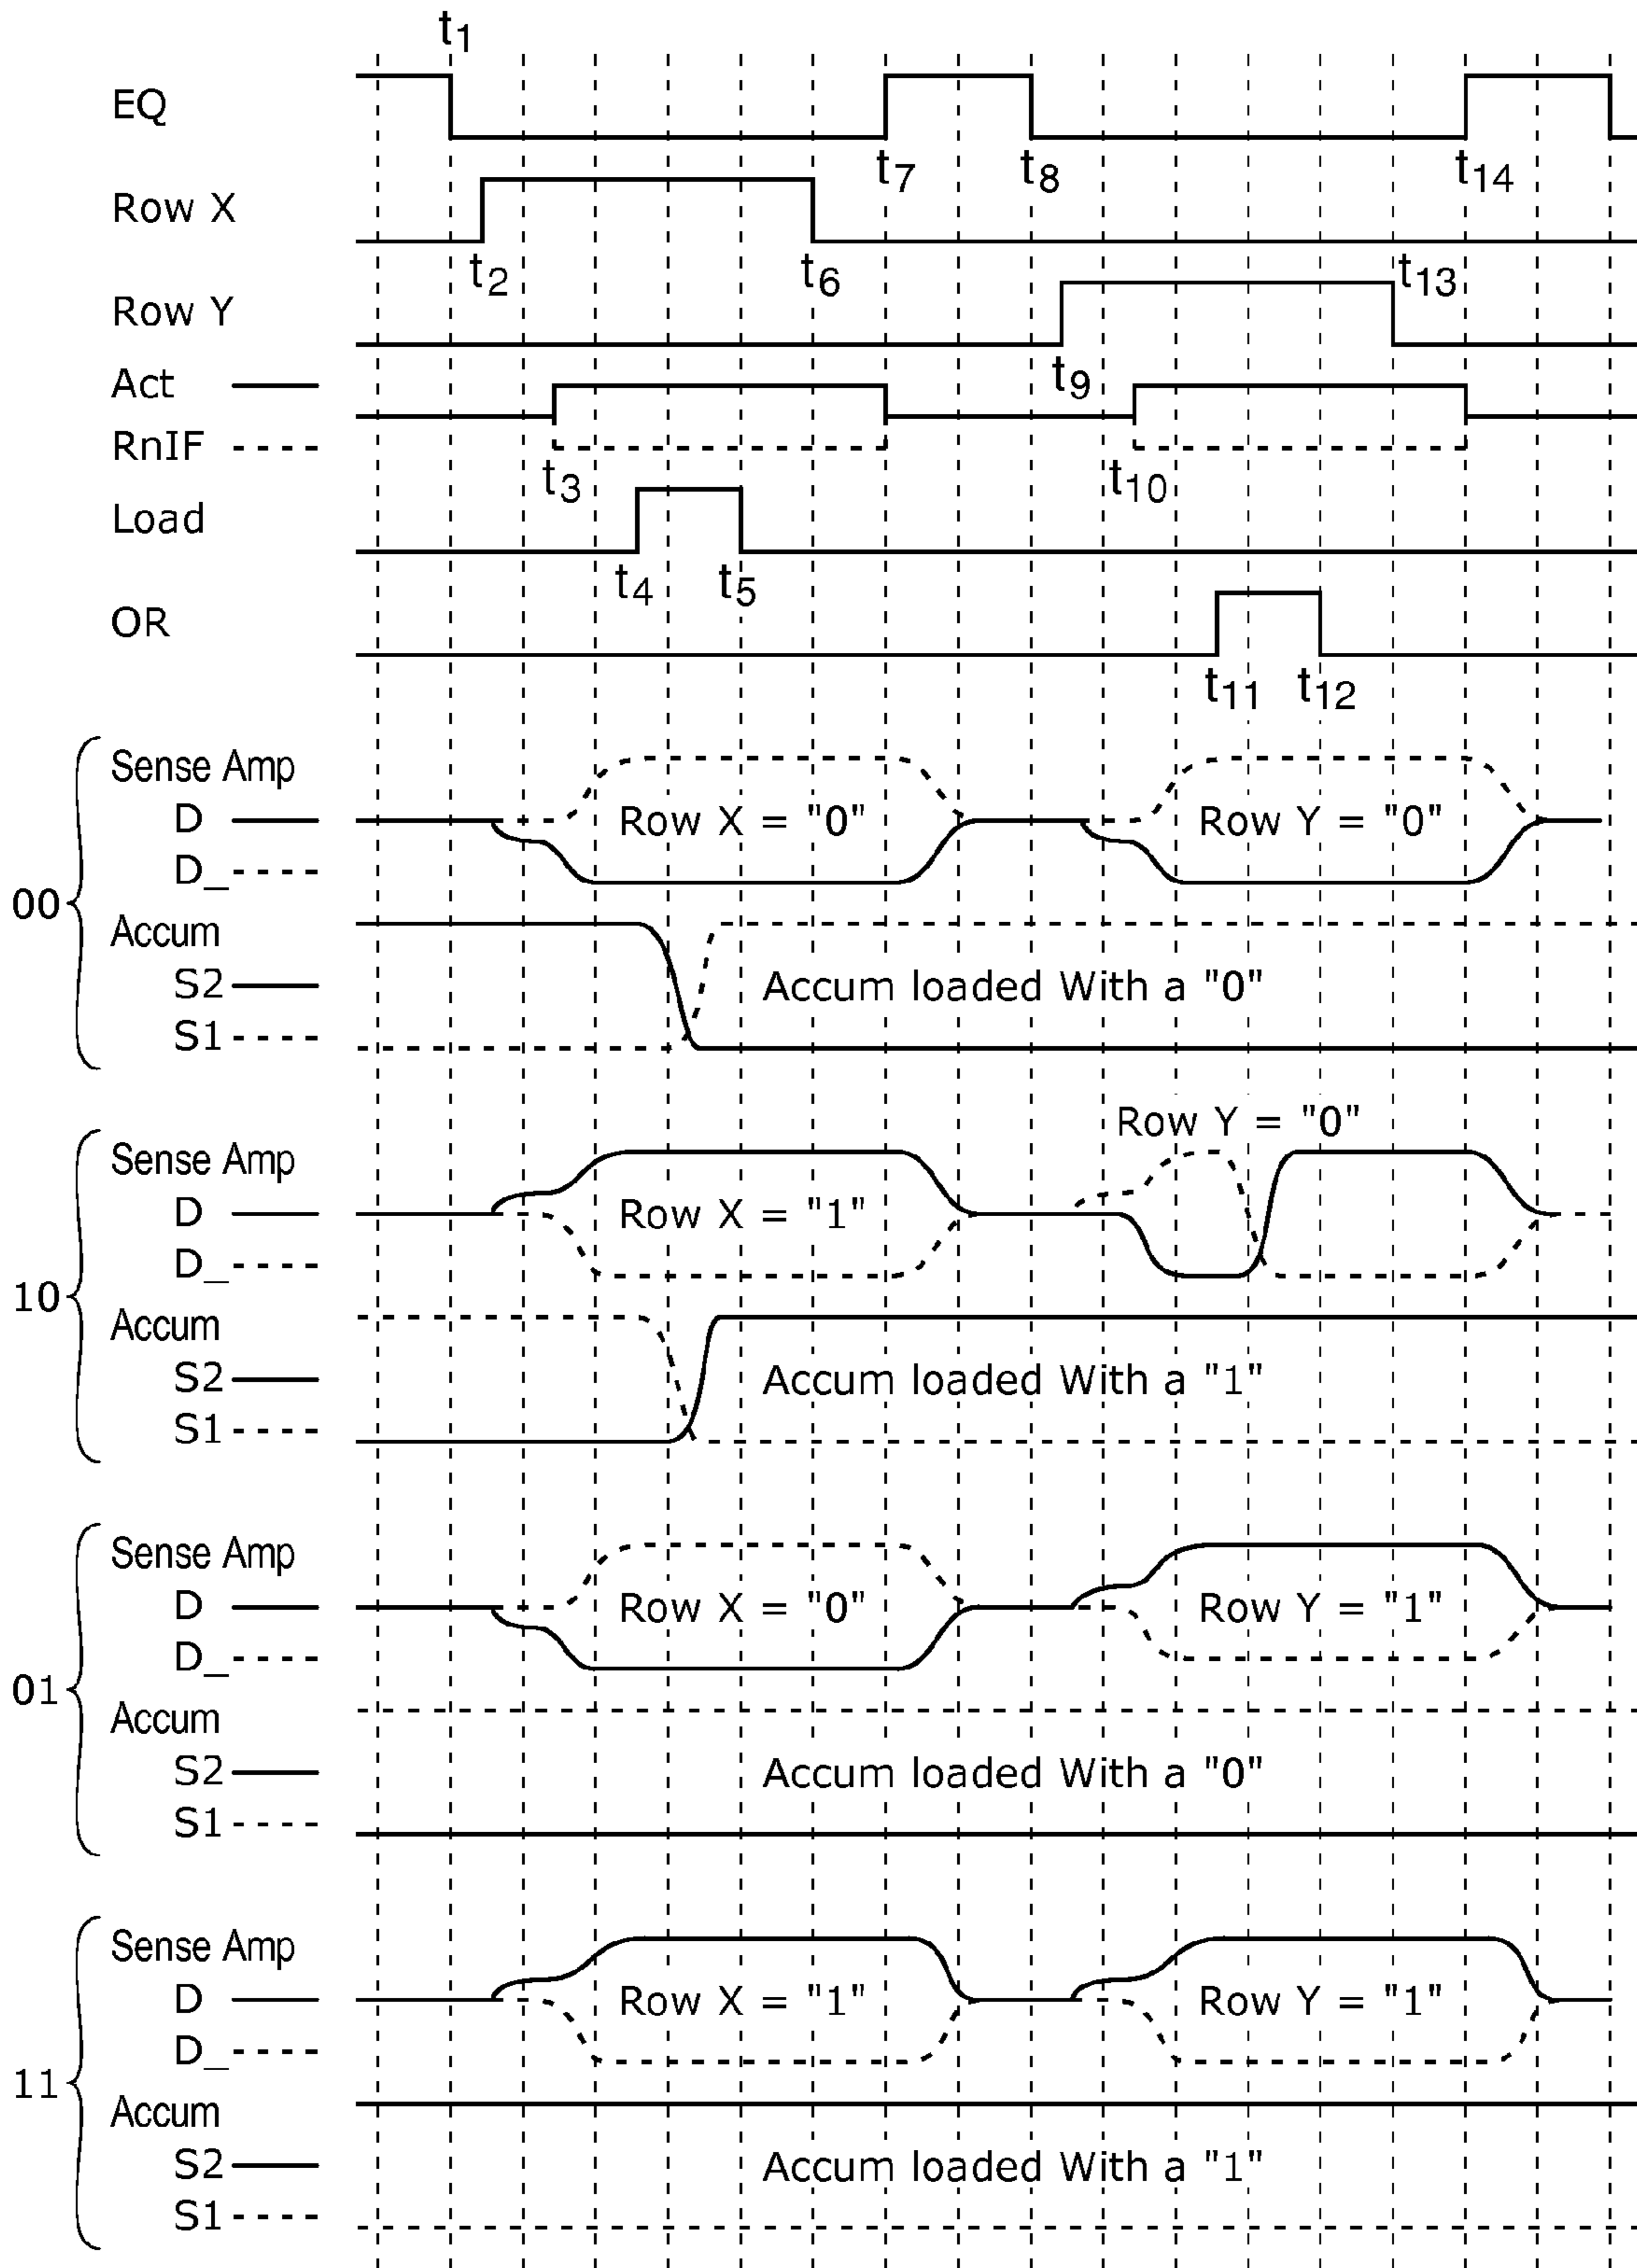 t1
EQ
t7 t8 t14
Row X
t2 t6 t13
Row Y
t9
Act
RnIF
t3 t10
Load
t4 t5
OR
t11 t12
00
Sense Amp
D Row X = "0" Row Y = "0"
D_
Accum
S2 Accum loaded With a "0"
S1
Row Y = "0"
10
Sense Amp
D Row X = "1"
D_
Accum
S2 Accum loaded With a "1"
S1
01
Sense Amp
D Row X = "0" Row Y = "1"
D_
Accum
S2 Accum loaded With a "0"
S1
11
Sense Amp
D Row X = "1" Row Y = "1"
D_
Accum
S2 Accum loaded With a "1"
S1